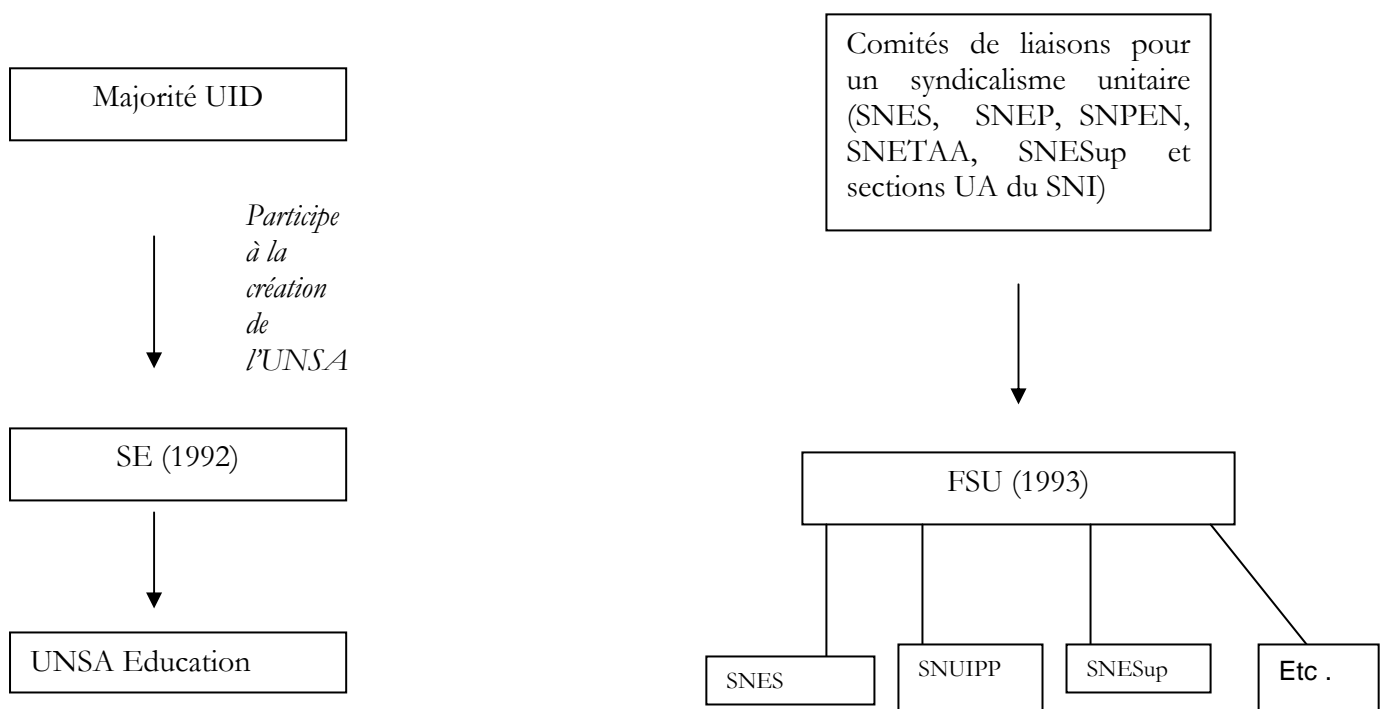 Majorité UID
Participe
à la
création
de
l'UNSA
SE (1992)
UNSA Education
Comités de liaisons pour
un syndicalisme unitaire
(SNES, SNEP, SNPEN,
SNETAA, SNESup et
sections UA du SNI)
FSU (1993)
SNES
SNUIPP
SNESup
Etc .